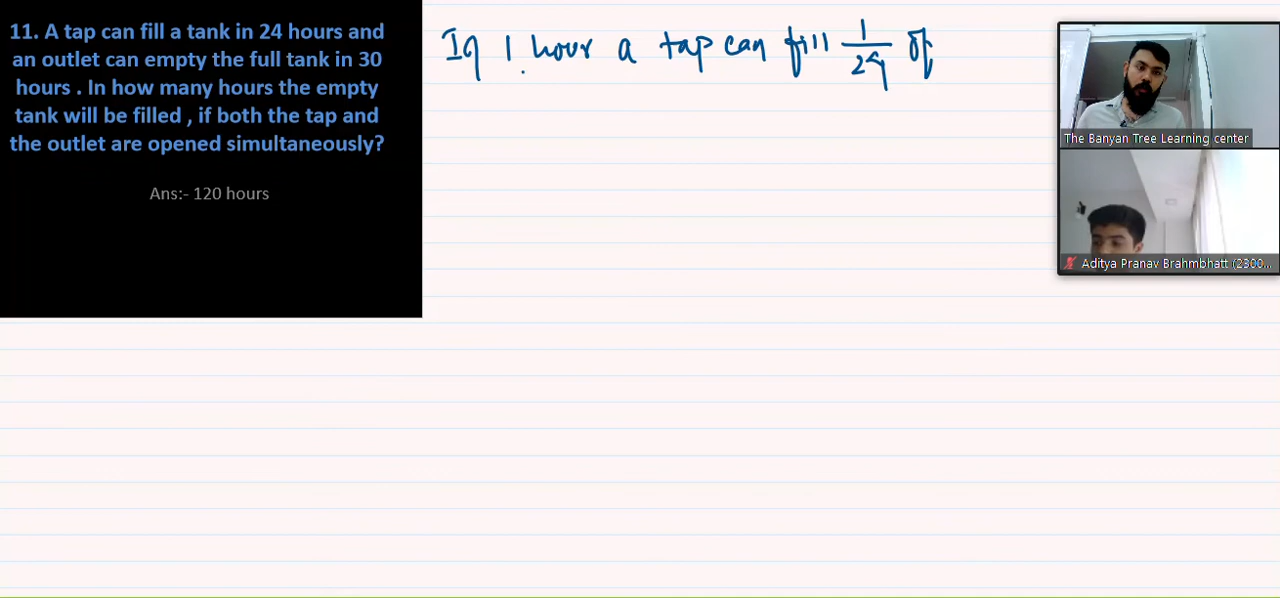 11. A tap can fill a tank in 24 hours and
an outlet can empty the full tank in 30
hours . In how many hours the empty
tank will be filled , if both the tap and
the outlet are opened simultaneously?
Ans:- 120 hours
In 1 hour a tap can fill 1/24 of
The Banyan Tree Learning center
Aditya Pranav Brahmbhatt (2300...